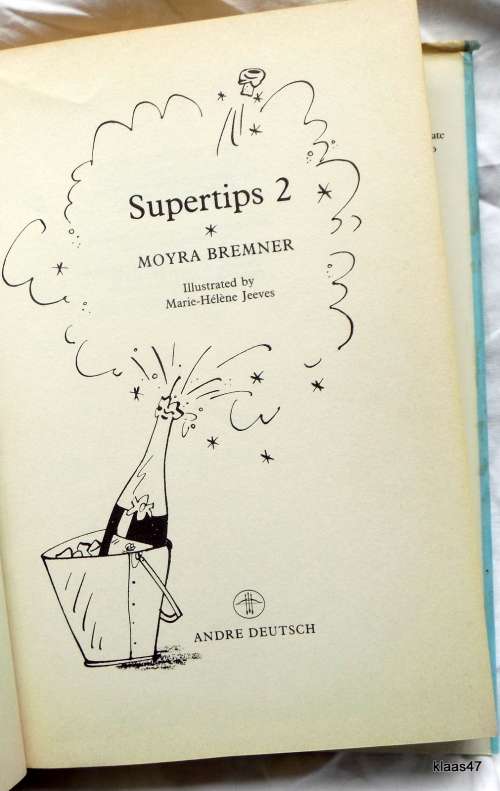 Supertips 2
*
MOYRA BREMNER
Illustrated by
Marie-Hélène Jeeves
ANDRE DEUTSCH
klaas47